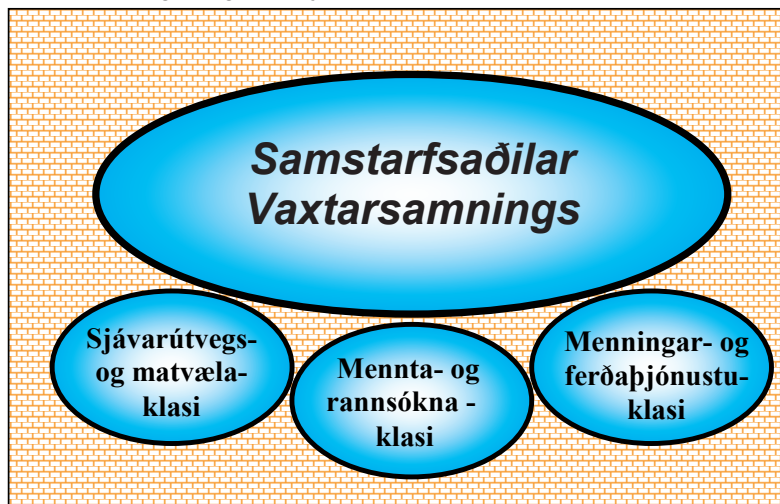 Samstarfsaðilar
Vaxtarsamnings
Sjávarútvegs-
og matvæla-
klasi
Mennta- og
rannsókna -
klasi
Menningar- og
ferðaþjónustu-
klasi